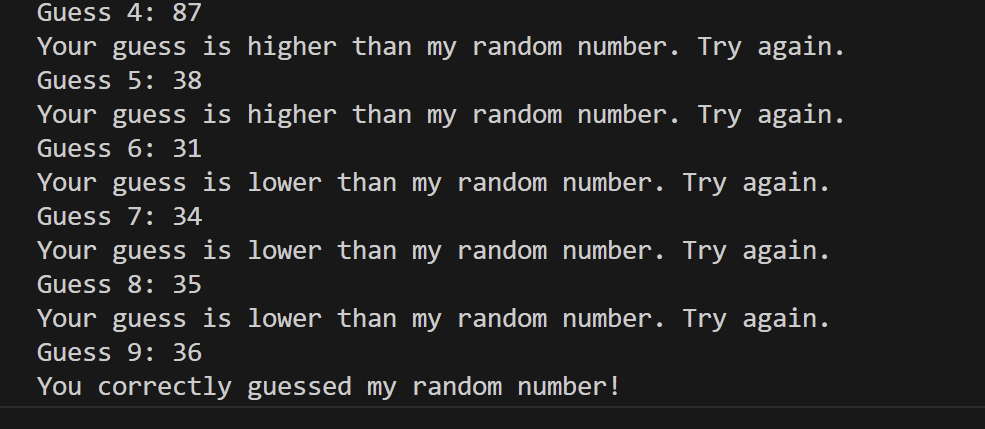 Guess 4: 87
Your guess is higher than my random number. Try again.
Guess 5: 38
Your guess is higher than my random number. Try again.
Guess 6: 31
Your guess is lower than my random number. Try again.
Guess 7: 34
Your guess is lower than my random number. Try again.
Guess 8: 35
Your guess is lower than my random number. Try again.
Guess 9: 36
You correctly guessed my random number!